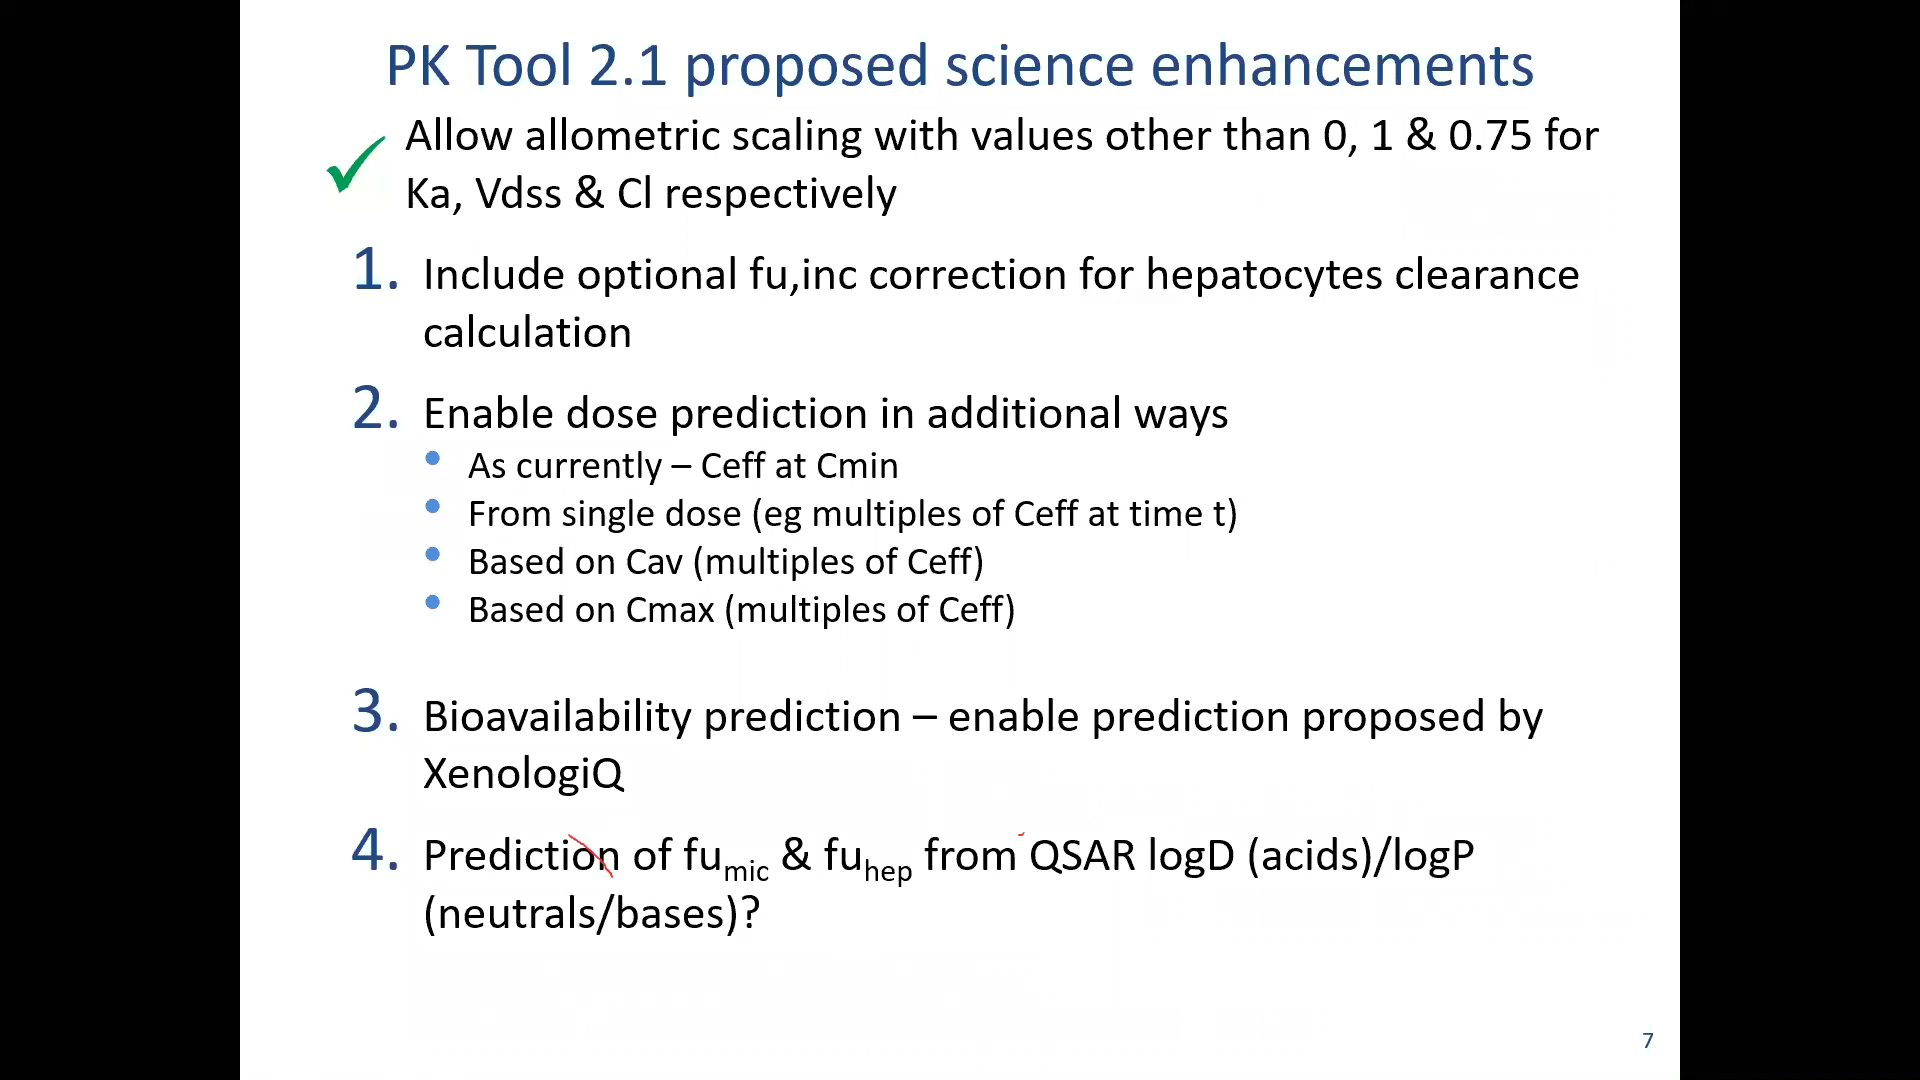 PK Tool 2.1 proposed science enhancements
Allow allometric scaling with values other than 0, 1 & 0.75 for
Ka, Vdss & Cl respectively
1. Include optional fu,inc correction for hepatocytes clearance
calculation
2. Enable dose prediction in additional ways
• As currently – Ceff at Cmin
• From single dose (eg multiples of Ceff at time t)
• Based on Cav (multiples of Ceff)
• Based on Cmax (multiples of Ceff)
3. Bioavailability prediction – enable prediction proposed by
XenologiQ
4. Prediction of fumic & fuhep from QSAR logD (acids)/logP
(neutrals/bases)?
7